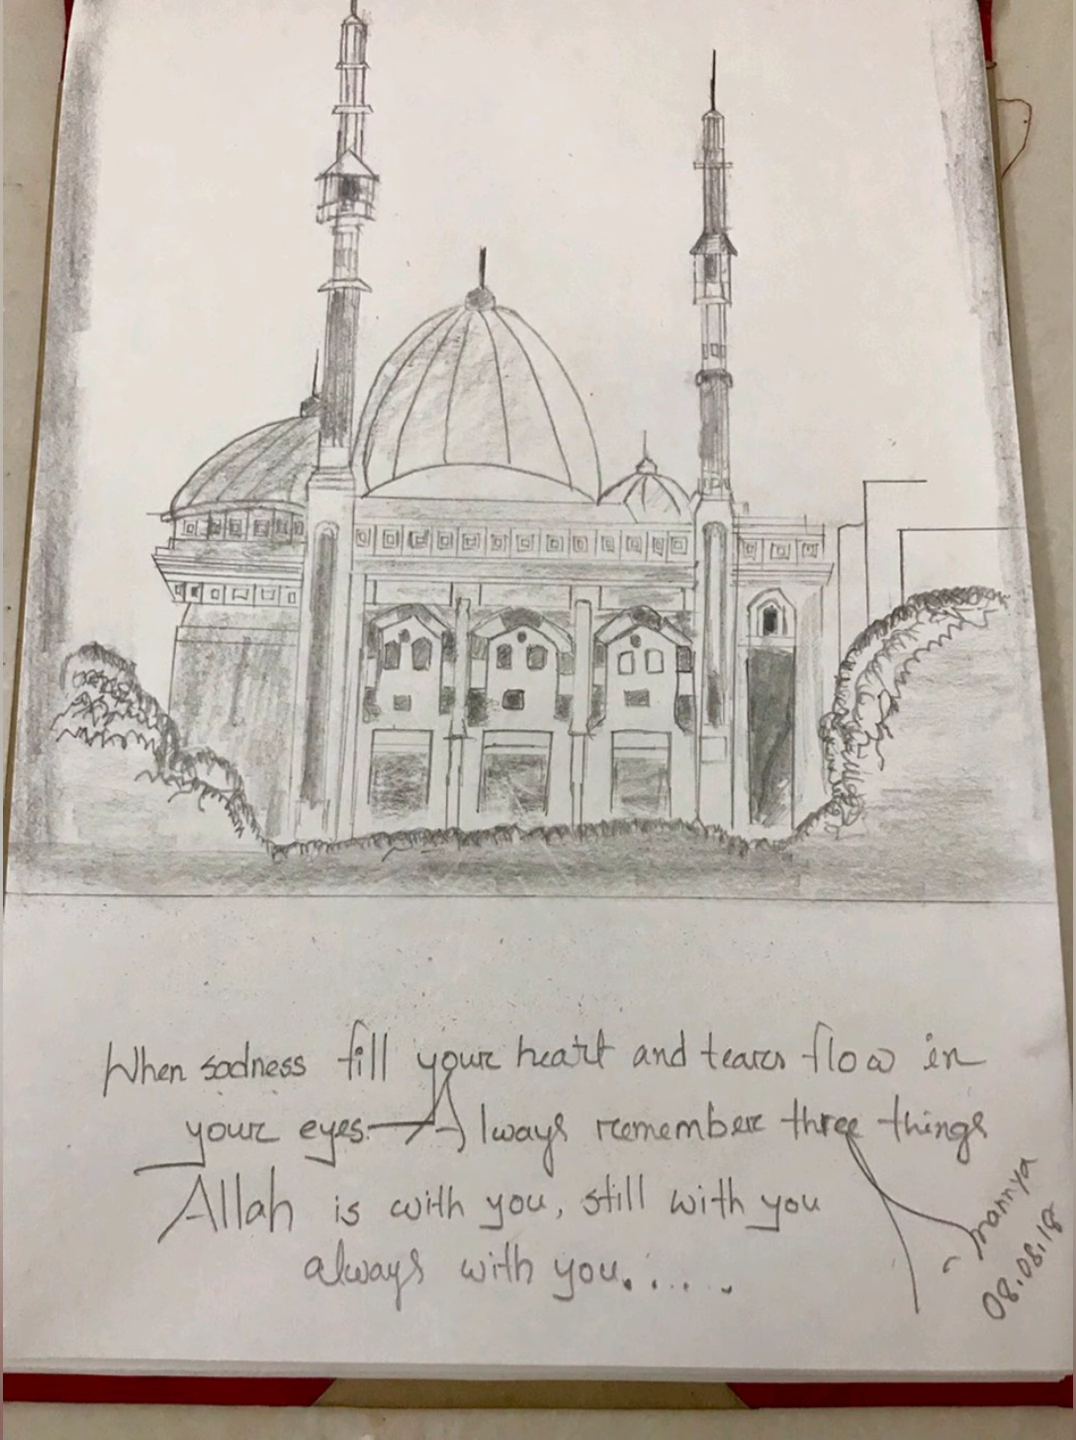 When sadness fill your heart and tears flow in
your eyes. Always remember three things
Allah is with you, still with you
always with you......
mannya
08.08.18